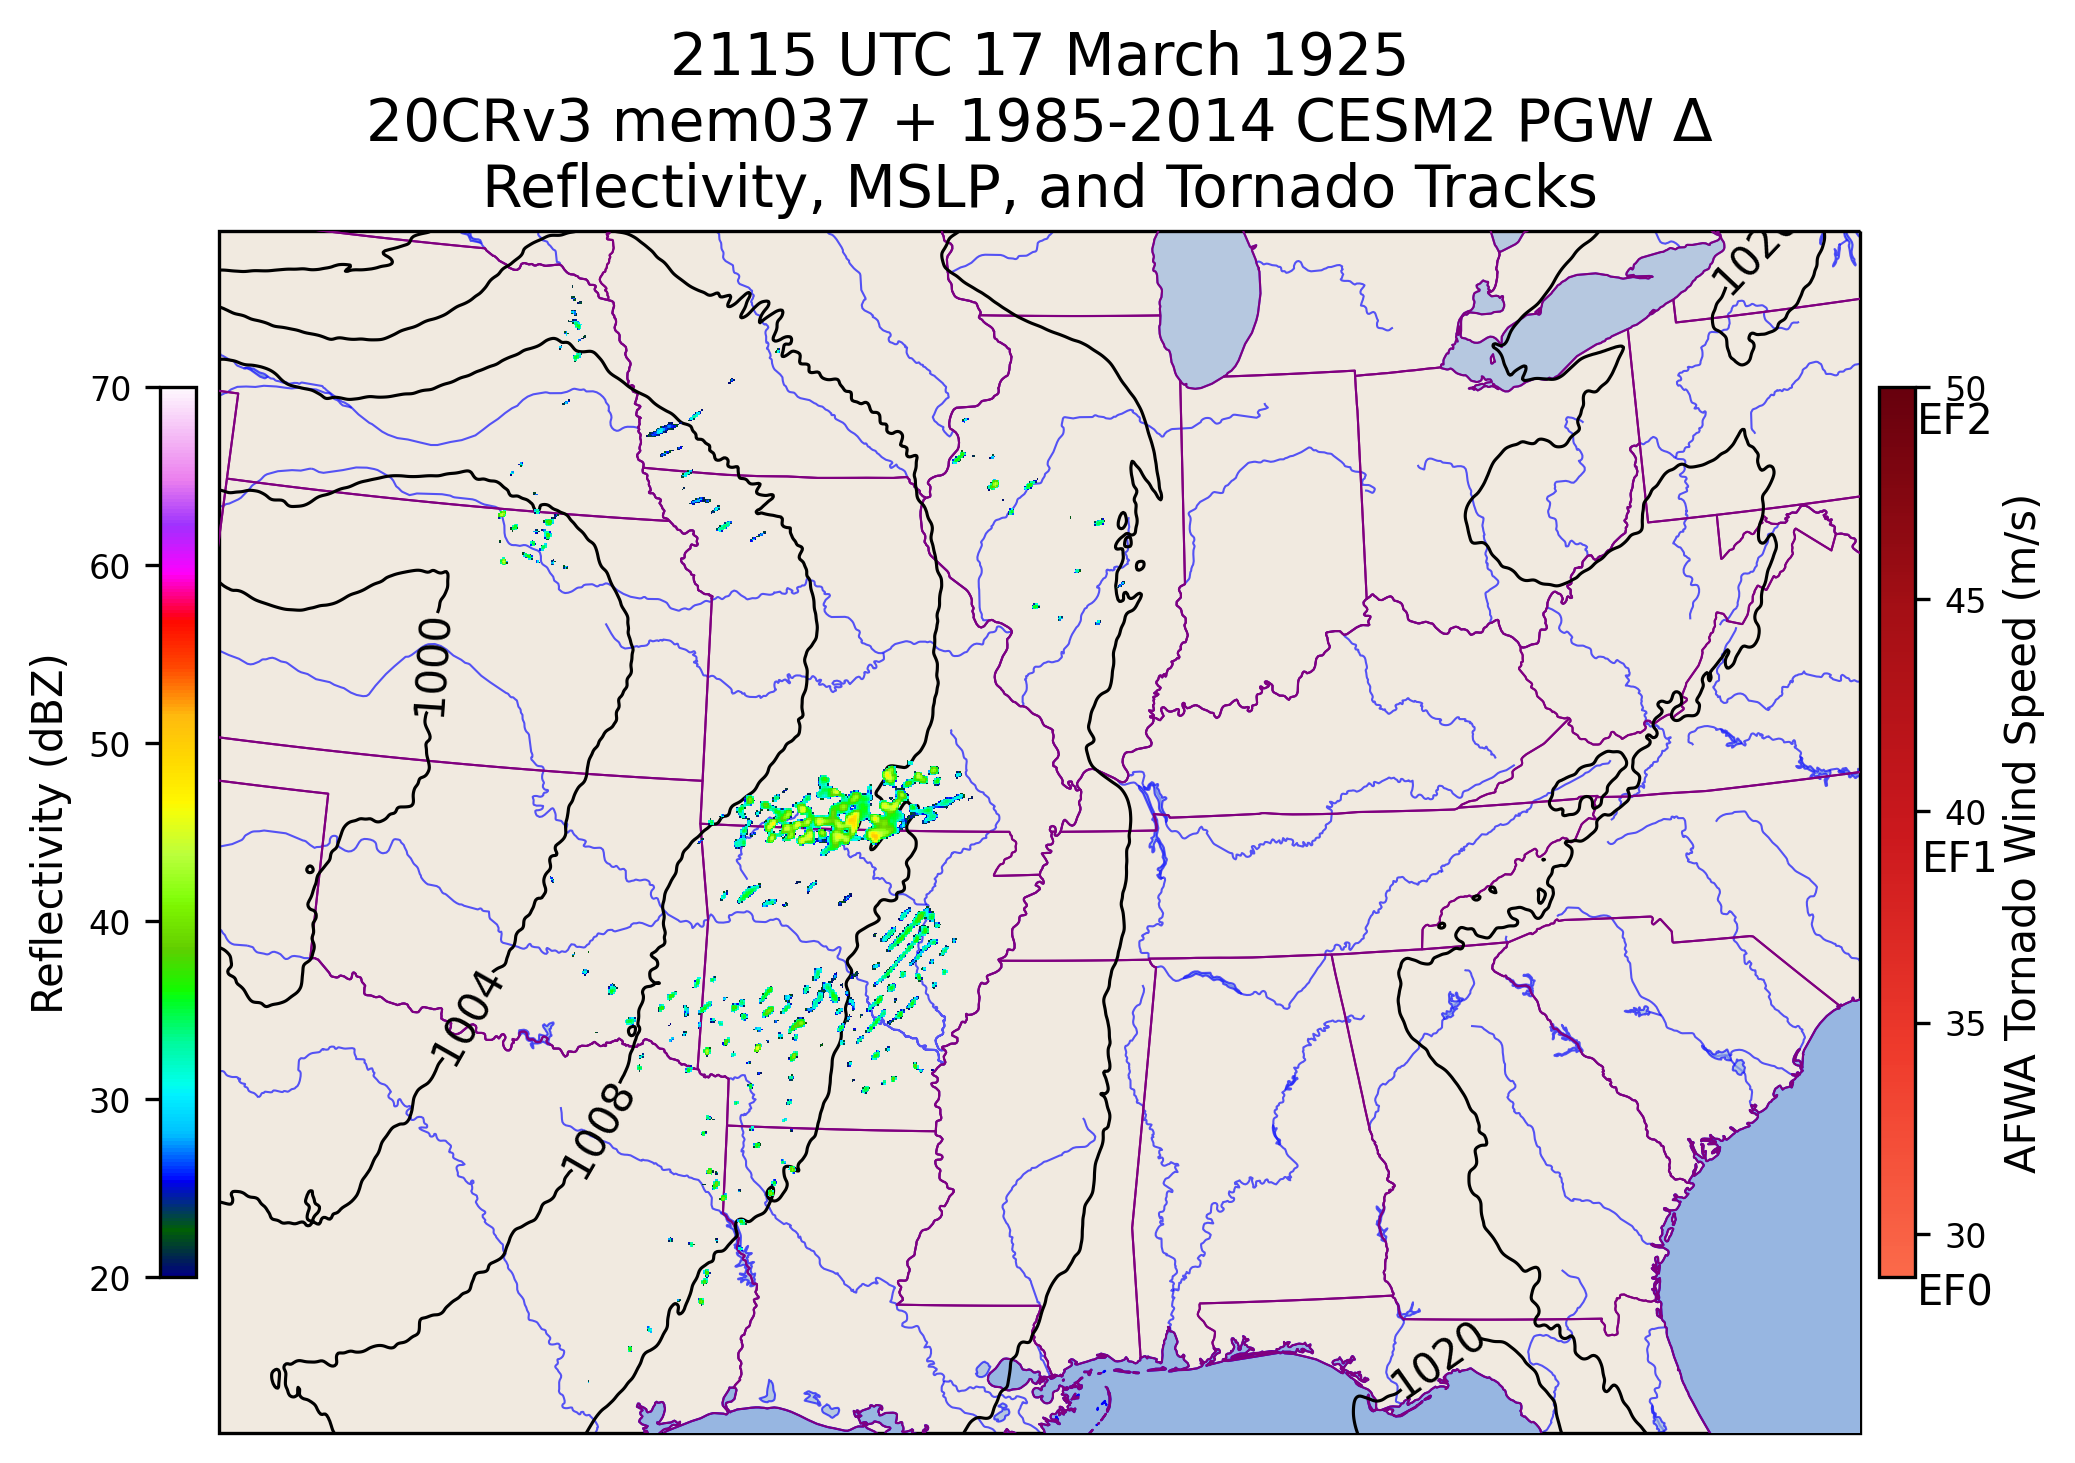 2115 UTC 17 March 1925
20CRv3 mem037 + 1985-2014 CESM2 PGW Δ
Reflectivity, MSLP, and Tornado Tracks
70
60
50
40
30
20
Reflectivity (dBZ)
1000
1004
1008
1020
50
EF2
45
40
EF1
35
30
EF0
AFWA Tornado Wind Speed (m/s)